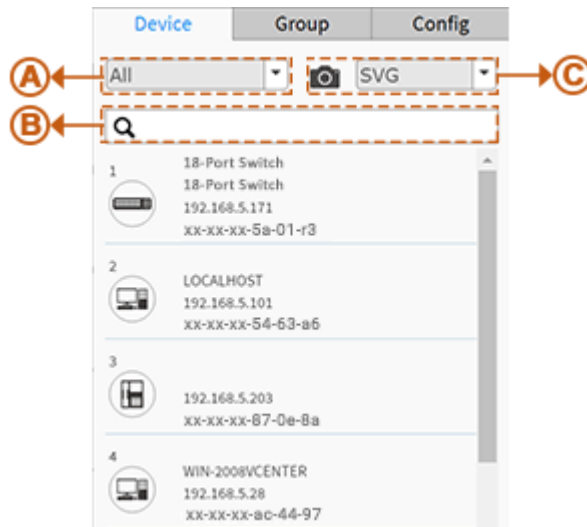 Device Group Config
A All SVG C
B
1
18-Port Switch
18-Port Switch
192.168.5.171
xx-xx-xx-5a-01-r3
2
LOCALHOST
192.168.5.101
xx-xx-xx-54-63-a6
3
192.168.5.203
xx-xx-xx-87-0e-8a
4
WIN-2008VCENTER
192.168.5.28
xx-xx-xx-ac-44-97